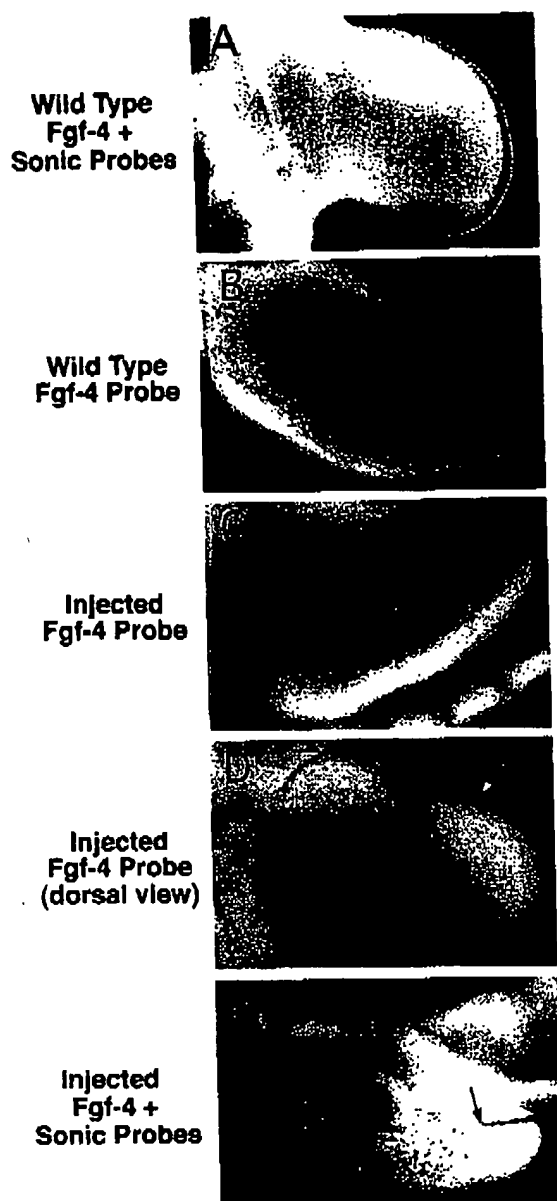 A
Wild Type
Fgf-4 +
Sonic Probes
B
Wild Type
Fgf-4 Probe
C
Injected
Fgf-4 Probe
D
Injected
Fgf-4 Probe
(dorsal view)
Injected
Fgf-4 +
Sonic Probes